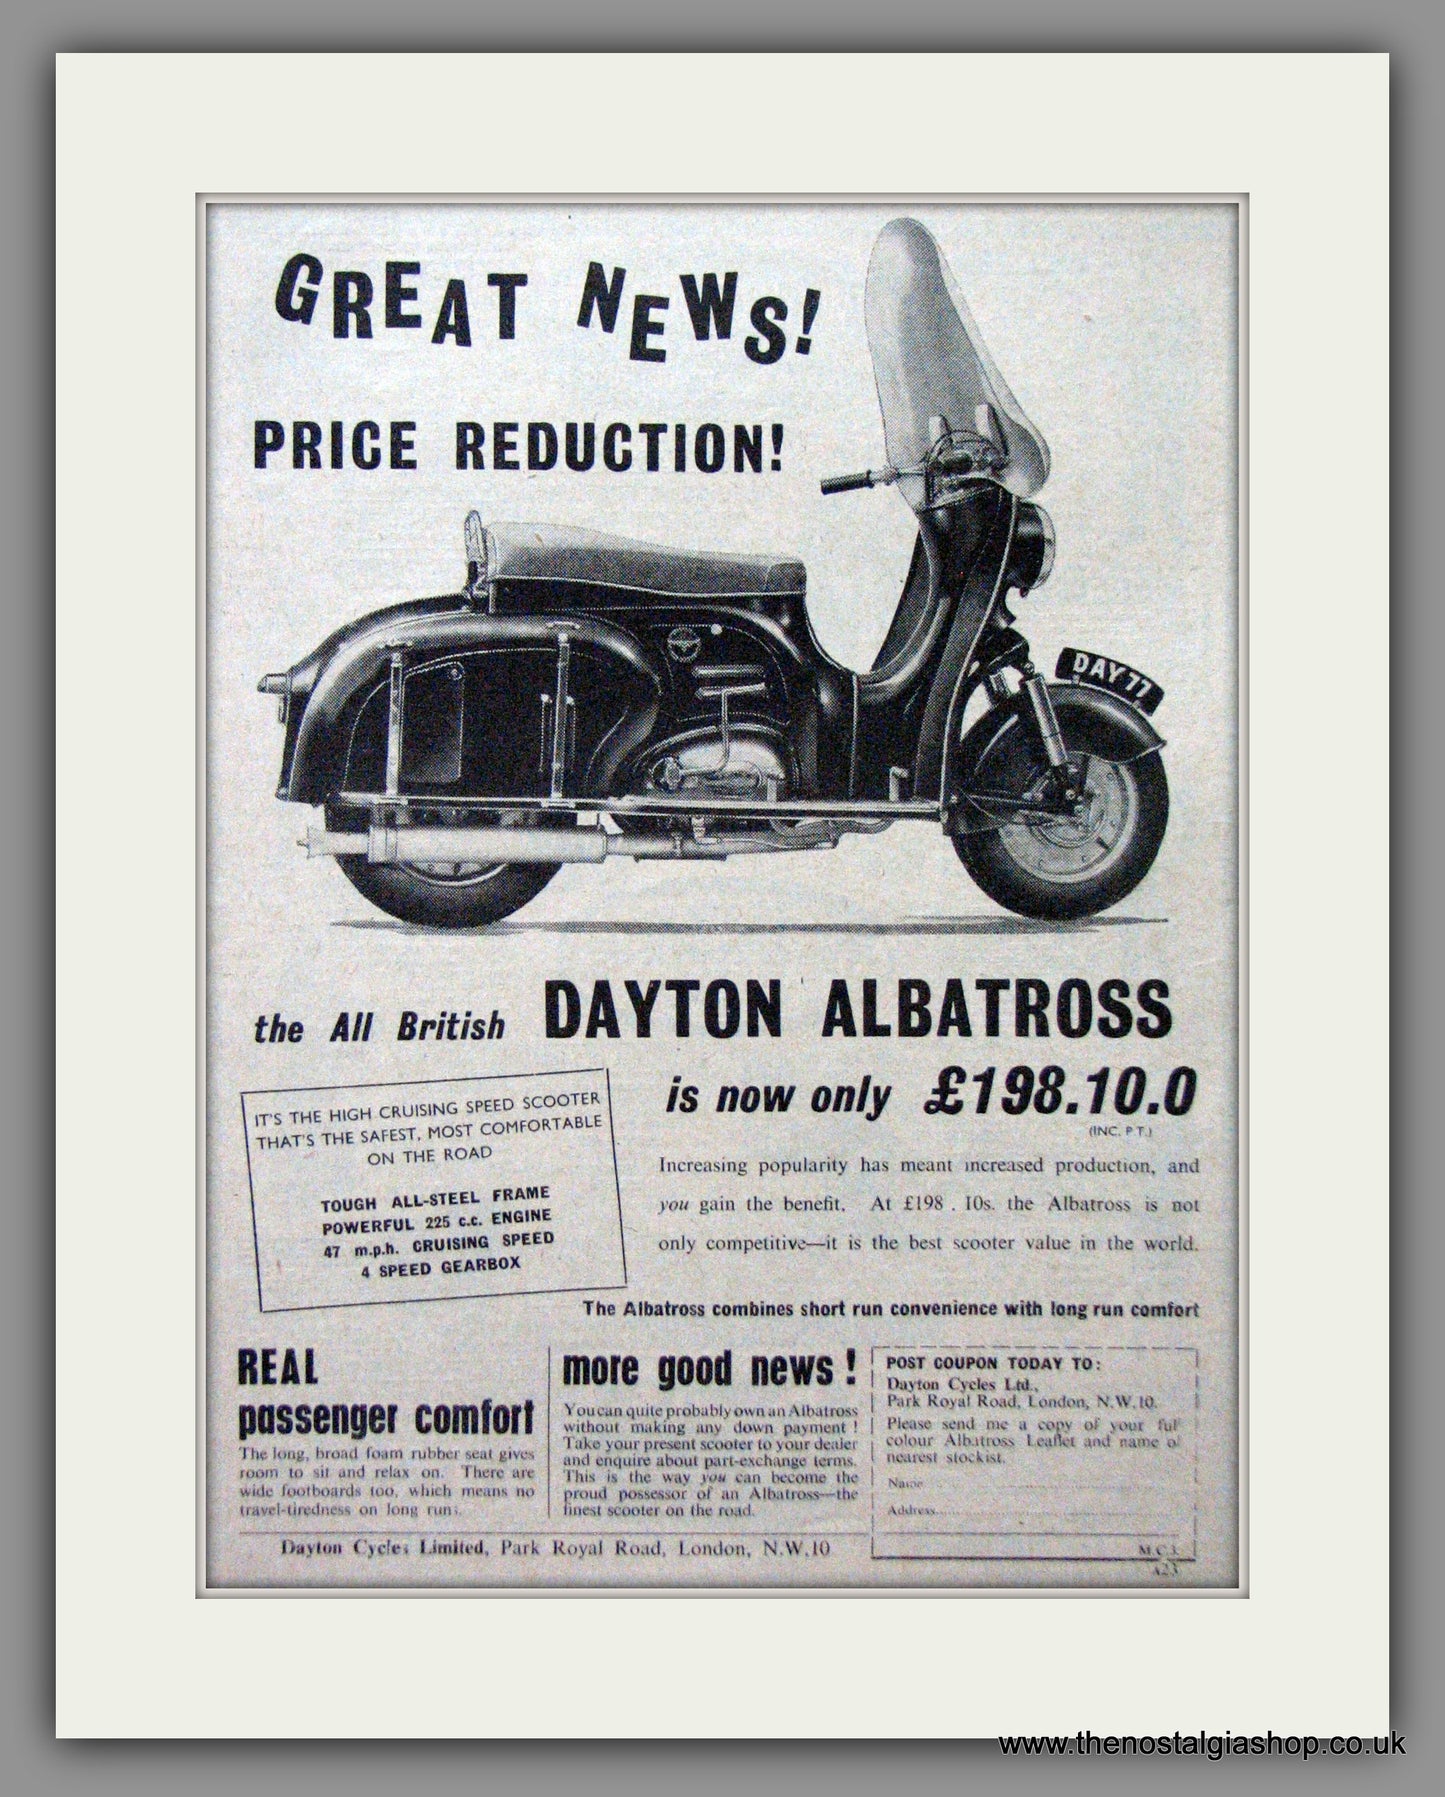 GREAT NEWS!
PRICE REDUCTION!
DAY 77
the All British DAYTON ALBATROSS
is now only £198.10.0
(INC. P.T.)
IT'S THE HIGH CRUISING SPEED SCOOTER
THAT'S THE SAFEST, MOST COMFORTABLE
ON THE ROAD
TOUGH ALL-STEEL FRAME
POWERFUL 225 c.c. ENGINE
47 m.p.h. CRUISING SPEED
4 SPEED GEARBOX
Increasing popularity has meant increased production, and
you gain the benefit. At £198 . 10s. the Albatross is not
only competitive—it is the best scooter value in the world.
The Albatross combines short run convenience with long run comfort
REAL
passenger comfort
The long, broad foam rubber seat gives
room to sit and relax on. There are
wide footboards too, which means no
travel-tiredness on long runs.
more good news !
You can quite probably own an Albatross
without making any down payment !
Take your present scooter to your dealer
and enquire about part-exchange terms.
This is the way you can become the
proud possessor of an Albatross—the
finest scooter on the road.
POST COUPON TODAY TO:
Dayton Cycles Ltd.,
Park Royal Road, London, N.W.10.
Please send me a copy of your full
colour Albatross Leaflet and name of
nearest stockist.
Name
Address
M.C.
A23
Dayton Cycles Limited, Park Royal Road, London, N.W.10
www.thenostalgiashop.co.uk